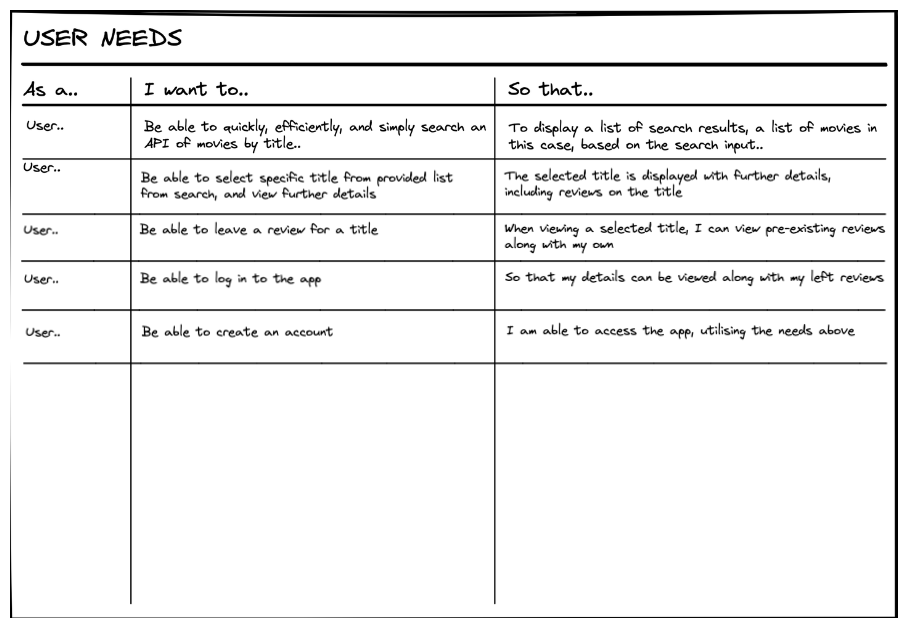 USER NEEDS
As a.. I want to.. So that..
User.. Be able to quickly, efficiently, and simply search an To display a list of search results, a list of movies in
API of movies by title.. this case, based on the search input..
User.. Be able to select specific title from provided list The selected title is displayed with further details,
from search, and view further details including reviews on the title
User.. Be able to leave a review for a title When viewing a selected title, I can view pre-existing reviews
along with my own
User.. Be able to log in to the app So that my details can be viewed along with my left reviews
User.. Be able to create an account I am able to access the app, utilising the needs above